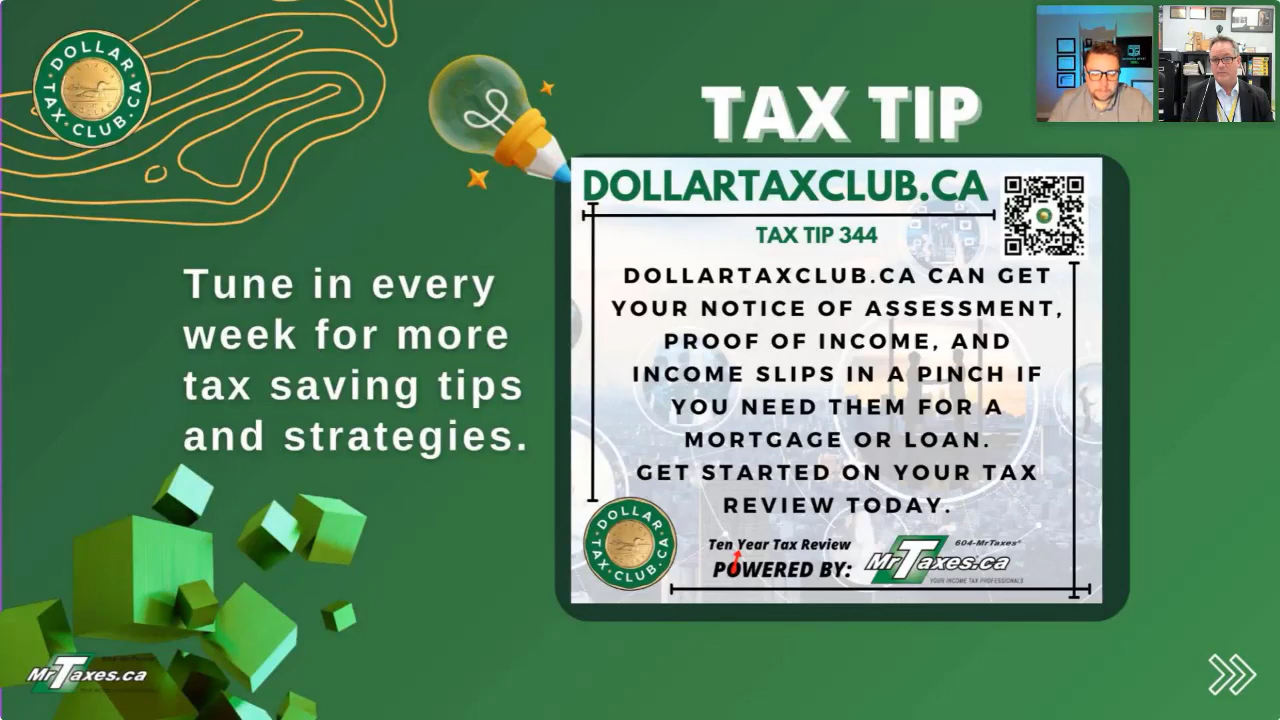 DOLLAR
TAX·CLUB.CA
TAX TIP
DOLLARTAXCLUB.CA
TAX TIP 344
DOLLARTAXCLUB.CA CAN GET
YOUR NOTICE OF ASSESSMENT,
PROOF OF INCOME, AND
INCOME SLIPS IN A PINCH IF
YOU NEED THEM FOR A
MORTGAGE OR LOAN.
GET STARTED ON YOUR TAX
REVIEW TODAY.
Tune in every
week for more
tax saving tips
and strategies.
DOLLAR
TAX·CLUB.CA
Ten Year Tax Review
POWERED BY:
604-MrTaxes®
MrTaxes.ca
YOUR INCOME TAX PROFESSIONALS
MrTaxes.ca